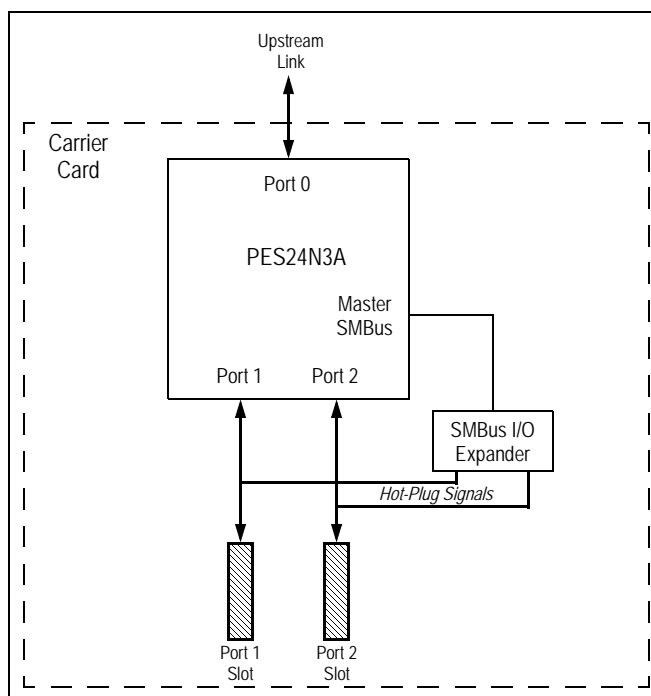 Upstream
Link
Carrier
Card
Port 0
PES24N3A
Master
SMBus
Port 1
Port 2
SMBus I/O
Expander
Hot-Plug Signals
Port 1
Slot
Port 2
Slot